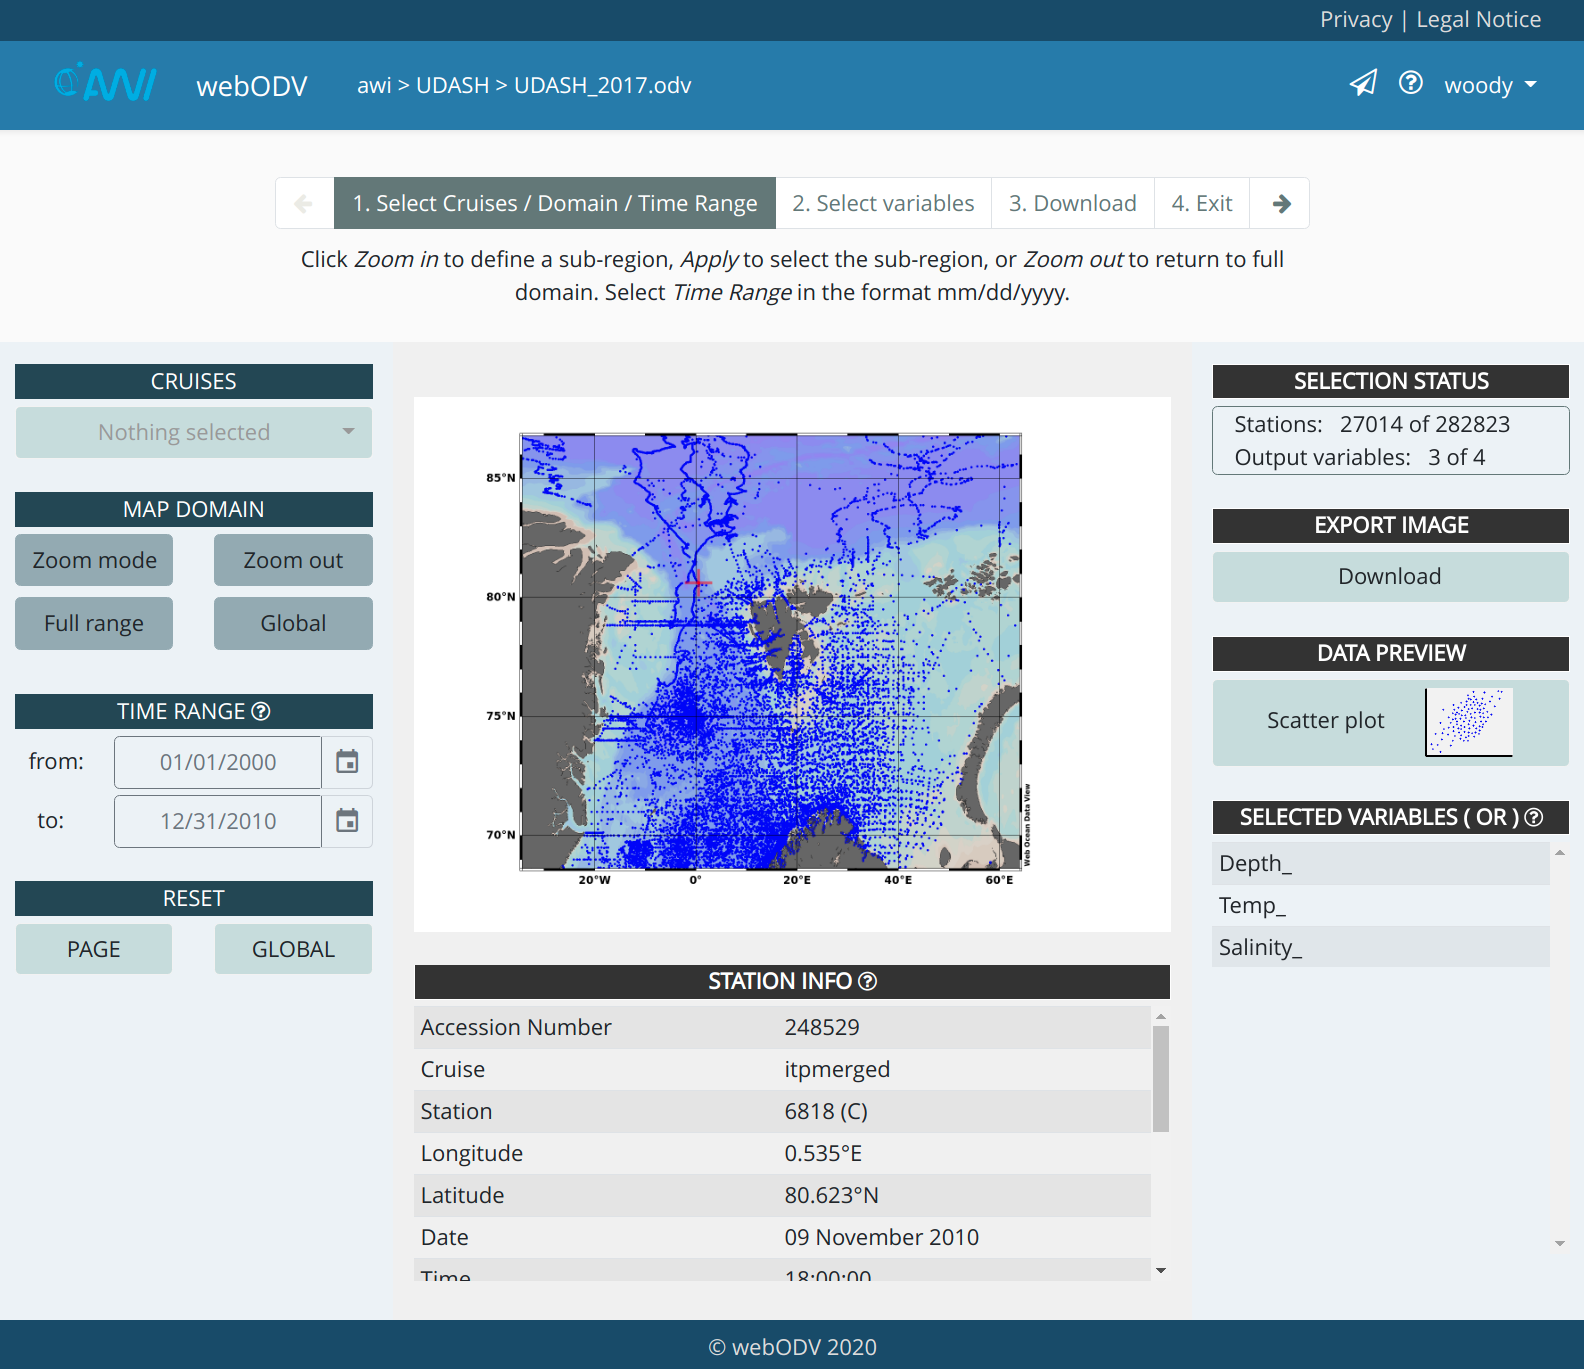 Privacy | Legal Notice
AWI webODV awi > UDASH > UDASH_2017.odv woody
1. Select Cruises / Domain / Time Range 2. Select variables 3. Download 4. Exit
Click Zoom in to define a sub-region, Apply to select the sub-region, or Zoom out to return to full
domain. Select Time Range in the format mm/dd/yyyy.
CRUISES
Nothing selected
MAP DOMAIN
Zoom mode Zoom out
Full range Global
TIME RANGE ?
from: 01/01/2000
to: 12/31/2010
RESET
PAGE GLOBAL
85°N
80°N
75°N
70°N
20°W 0° 20°E 40°E 60°E
Web Ocean Data View
STATION INFO ?
Accession Number 248529
Cruise itpmerged
Station 6818 (C)
Longitude 0.535°E
Latitude 80.623°N
Date 09 November 2010
Time 18:00:00
SELECTION STATUS
Stations: 27014 of 282823
Output variables: 3 of 4
EXPORT IMAGE
Download
DATA PREVIEW
Scatter plot
SELECTED VARIABLES ( OR ) ?
Depth_
Temp_
Salinity_
© webODV 2020